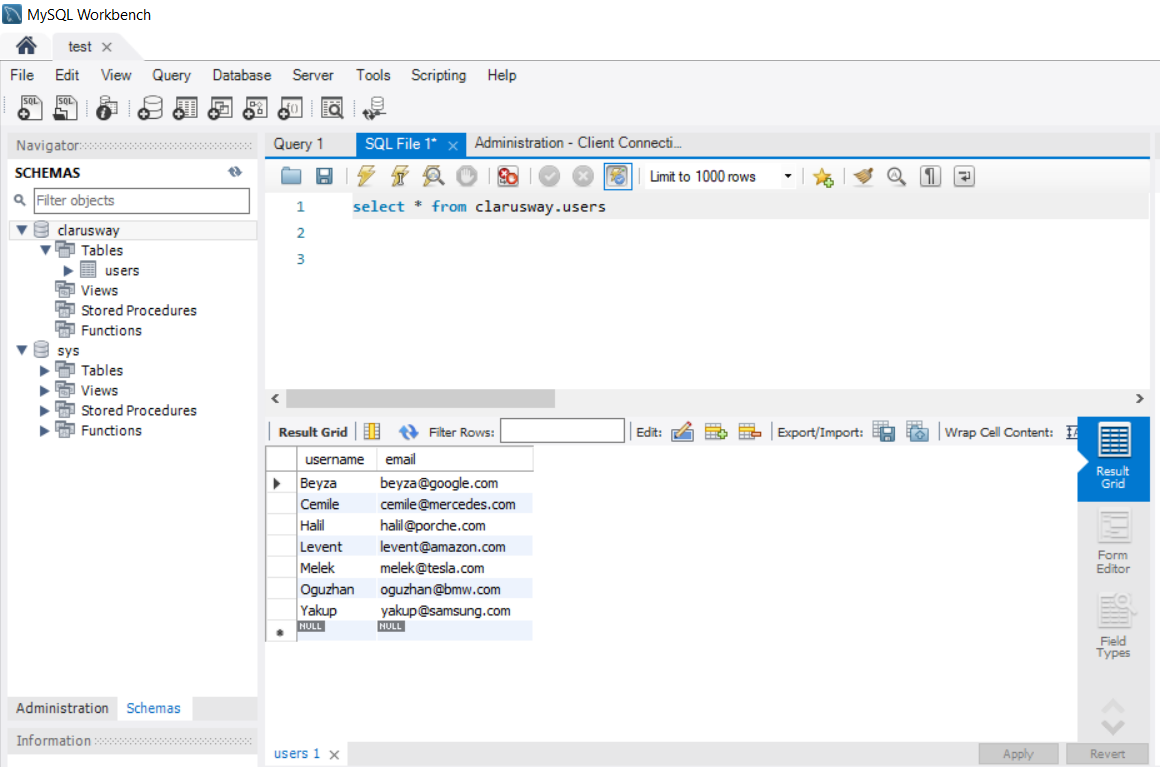 MySQL Workbench
test
File Edit View Query Database Server Tools Scripting Help
Navigator
SCHEMAS
Filter objects
clarusway
Tables
users
Views
Stored Procedures
Functions
sys
Tables
Views
Stored Procedures
Functions
Administration Schemas
Information
Query 1 SQL File 1* Administration - Client Connecti...
Limit to 1000 rows
1 select * from clarusway.users
2
3
Result Grid Filter Rows: Edit: Export/Import: Wrap Cell Content:
username email
Beyza beyza@google.com
Cemile cemile@mercedes.com
Halil halil@porche.com
Levent levent@amazon.com
Melek melek@tesla.com
Oguzhan oguzhan@bmw.com
Yakup yakup@samsung.com
NULL NULL
Result
Grid
Form
Editor
Field
Types
users 1
Apply Revert